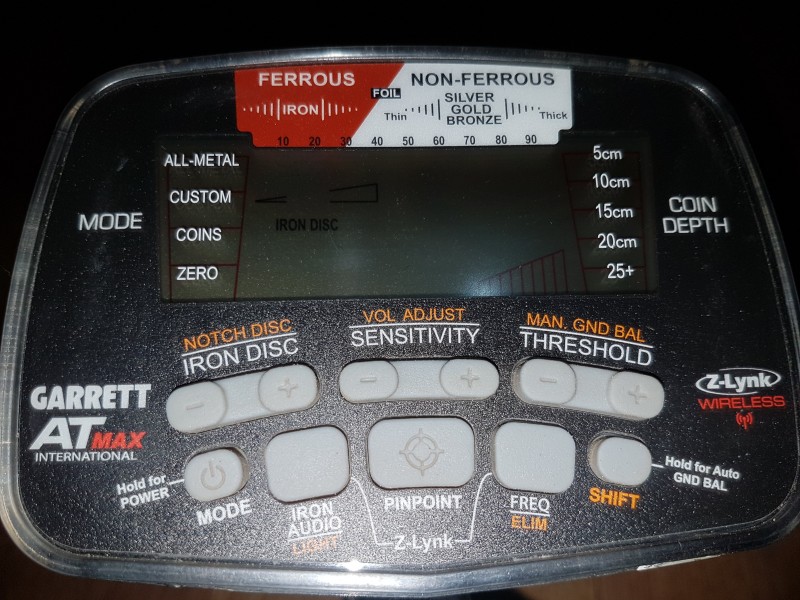 FERROUS
NON-FERROUS
IRON
FOIL
Thin
SILVER
GOLD
BRONZE
Thick
10 20 30 40 50 60 70 80 90
ALL-METAL
CUSTOM
COINS
ZERO
MODE
IRON DISC
5cm
10cm
15cm
20cm
25+
COIN
DEPTH
NOTCH DISC
IRON DISC
VOL ADJUST
SENSITIVITY
MAN. GND BAL
THRESHOLD
- +
- +
- +
GARRETT
AT MAX
INTERNATIONAL
Z-Lynk
WIRELESS
Hold for
POWER
MODE
IRON
AUDIO
LIGHT
PINPOINT
Z-Lynk
FREQ
ELIM
SHIFT
Hold for Auto
GND BAL